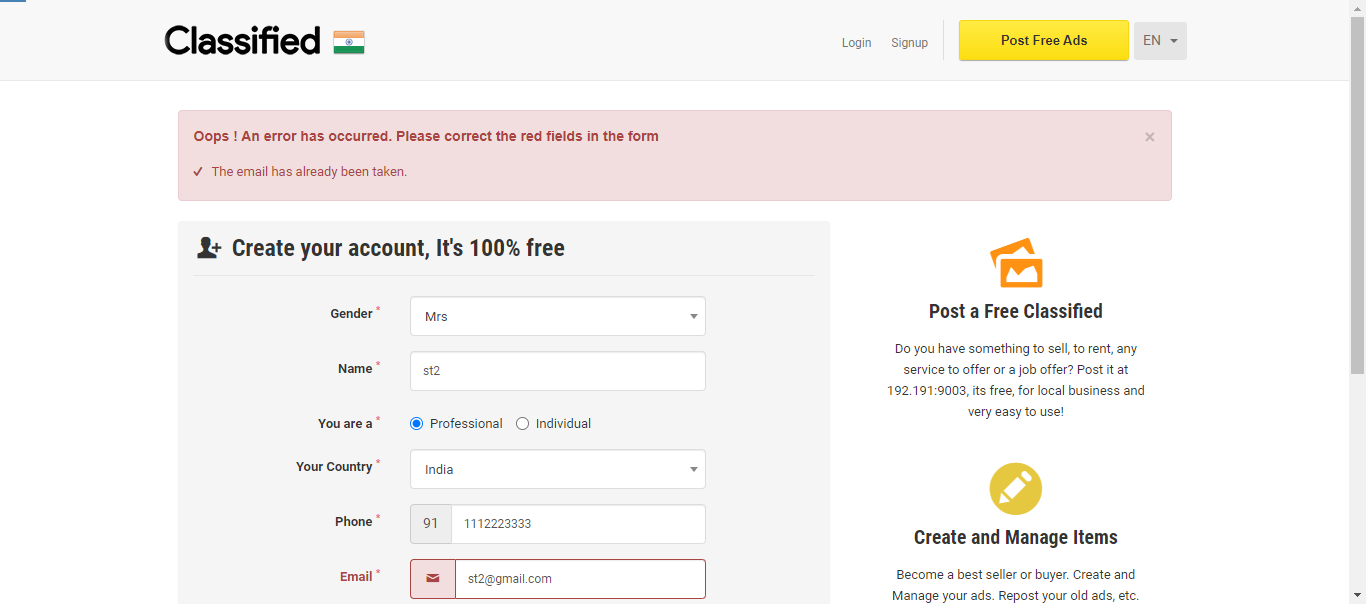 Classified
Login
Signup
Post Free Ads
EN
Oops ! An error has occurred. Please correct the red fields in the form
×
The email has already been taken.
Create your account, It's 100% free
Gender *
Mrs
Name *
st2
You are a *
Professional
Individual
Your Country *
India
Phone *
91
1112223333
Email *
st2@gmail.com
Post a Free Classified
Do you have something to sell, to rent, any
service to offer or a job offer? Post it at
192.191:9003, its free, for local business and
very easy to use!
Create and Manage Items
Become a best seller or buyer. Create and
Manage your ads. Repost your old ads, etc.